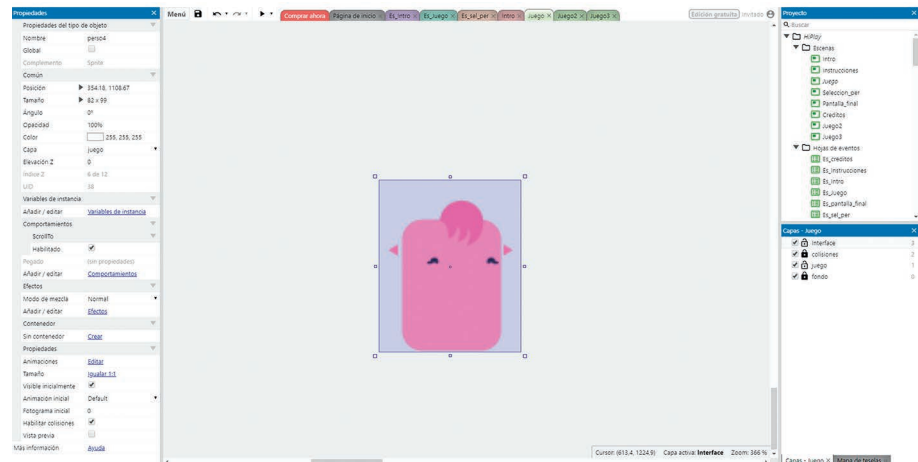 Propiedades ×
Propiedades del tipo de objeto
Nombre perso4
Global
Complemento Sprite
Común
Posición 354.18, 1108.67
Tamaño 82 x 99
Ángulo 0°
Opacidad 100%
Color 255, 255, 255
Capa juego
Elevación Z 0
Índice Z 6 de 12
UID 38
Variables de instancia
Añadir / editar Variables de instancia
Comportamientos
ScrollTo
Habilitado
Pegado (sin propiedades)
Añadir / editar Comportamientos
Efectos
Modo de mezcla Normal
Añadir / editar Efectos
Contenedor
Sin contenedor Crear
Propiedades
Animaciones Editar
Tamaño Igualar 1:1
Visible inicialmente
Animación inicial Default
Fotograma inicial 0
Habilitar colisiones
Vista previa
Más información Ayuda
Menú Comprar ahora Página de inicio × Es_Intro × Es_Juego × Es_sel_per × Intro × Juego × Juego2 × Juego3 × Edición gratuita Invitado
Cursor: (613,4, 1224,9) Capa activa: Interface Zoom: 366 %
Proyecto ×
Buscar
HiPlay
Escenas
Intro
Instrucciones
Juego
Seleccion_per
Pantalla_final
Creditos
Juego2
Juego3
Hojas de eventos
Es_creditos
Es_Instrucciones
Es_Intro
Es_Juego
Es_pantalla_final
Es_sel_per
Capas - Juego ×
Interface 3
colisiones 2
juego 1
fondo 0
Capas - Juego × Mapa de teselas ×